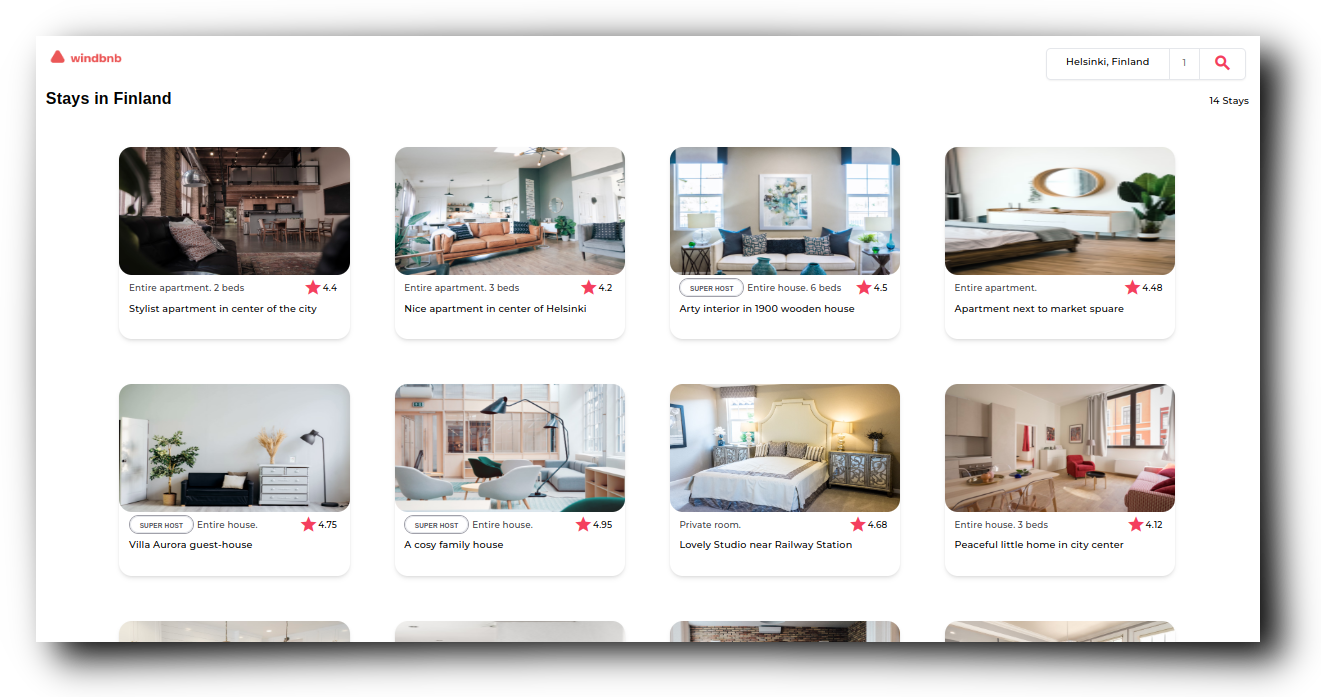 windbnb
Helsinki, Finland 1
Stays in Finland
14 Stays
Entire apartment. 2 beds 4.4
Stylist apartment in center of the city
Entire apartment. 3 beds 4.2
Nice apartment in center of Helsinki
SUPER HOST Entire house. 6 beds 4.5
Arty interior in 1900 wooden house
Entire apartment. 4.48
Apartment next to market spuare
SUPER HOST Entire house. 4.75
Villa Aurora guest-house
SUPER HOST Entire house. 4.95
A cosy family house
Private room. 4.68
Lovely Studio near Railway Station
Entire house. 3 beds 4.12
Peaceful little home in city center